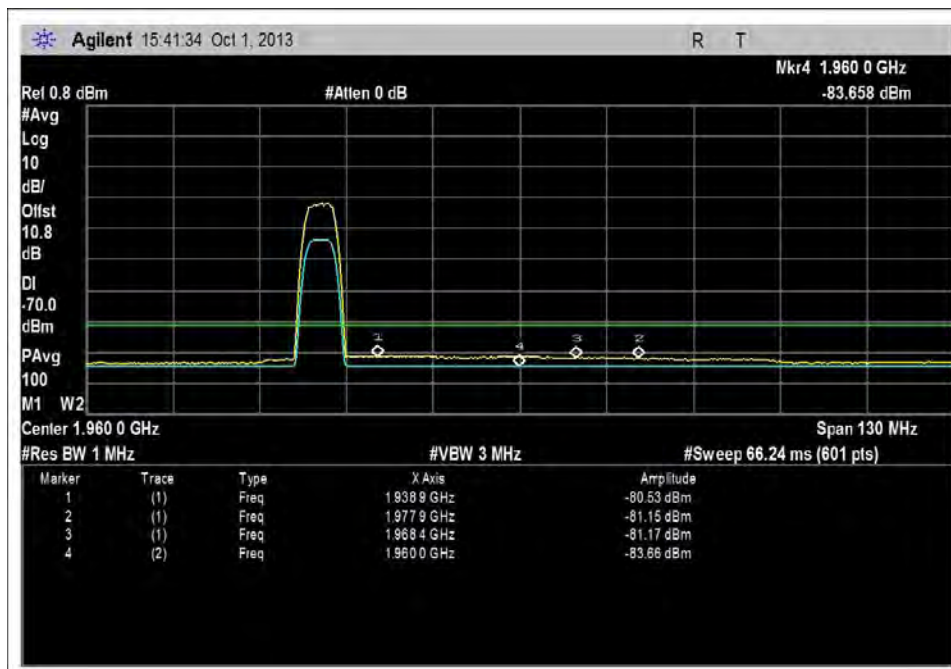 Agilent 15:41:34 Oct 1, 2013 R T
Mkr4 1.960 0 GHz
Ref 0.8 dBm #Atten 0 dB -83.658 dBm
#Avg
Log
10
dB/
Offst
10.8
dB
DI
-70.0
dBm
PAvg
100
M1 W2
1
4
3
2
Center 1.960 0 GHz Span 130 MHz
#Res BW 1 MHz #VBW 3 MHz #Sweep 66.24 ms (601 pts)
Marker Trace Type X Axis Amplitude
1 (1) Freq 1.938 9 GHz -80.53 dBm
2 (1) Freq 1.977 9 GHz -81.15 dBm
3 (1) Freq 1.968 4 GHz -81.17 dBm
4 (2) Freq 1.960 0 GHz -83.66 dBm